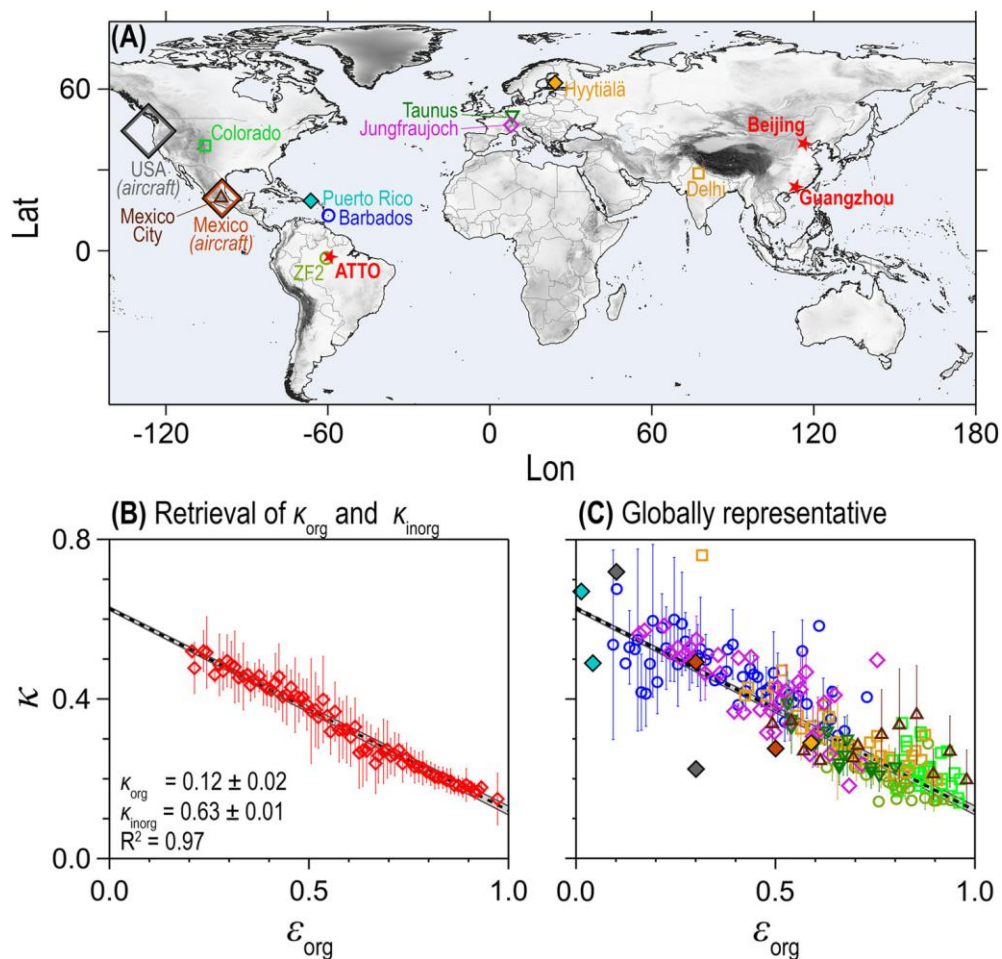 (A)
60
0
Lat
-120
-60
0
60
120
180
Lon
Colorado
USA
(aircraft)
Mexico
City
Mexico
(aircraft)
Puerto Rico
Barbados
ZF2
ATTO
Taunus
Jungfraujoch
Hyytiälä
Delhi
Beijing
Guangzhou
(B) Retrieval of κorg and κinorg
κ
0.8
0.4
0.0
κorg = 0.12 ± 0.02
κinorg = 0.63 ± 0.01
R² = 0.97
0.0
0.5
1.0
εorg
(C) Globally representative
0.0
0.5
1.0
εorg